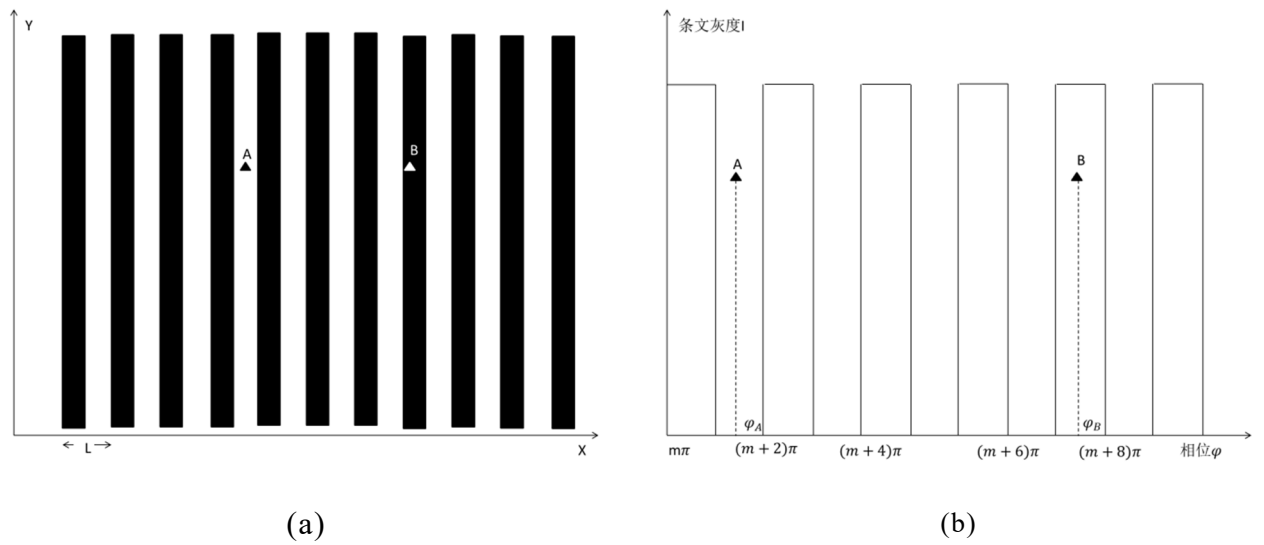 Y
A
B
L
X
(a)
条文灰度I
A
B
φA
φB
mπ
(m + 2)π
(m + 4)π
(m + 6)π
(m + 8)π
相位φ
(b)